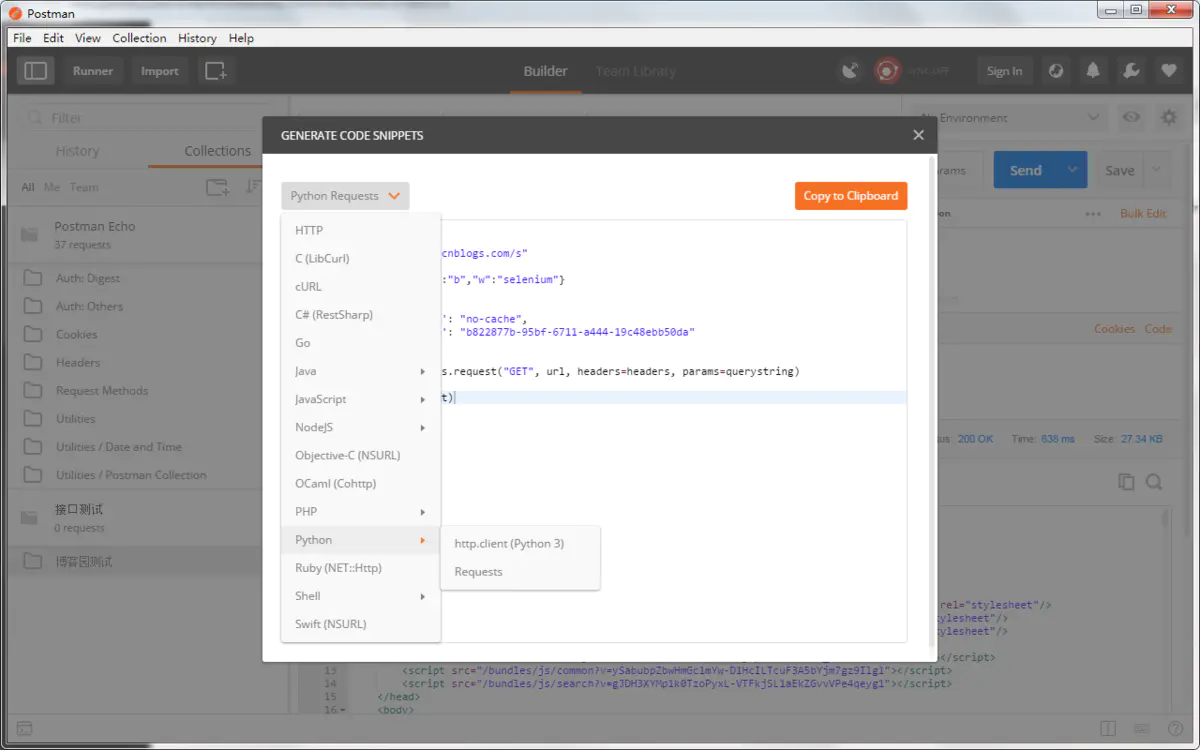 Postman
File Edit View Collection History Help
Runner Import Builder Team Library SYNC OFF Sign In
Filter
History Collections
All Me Team
Postman Echo
37 requests
Auth: Digest
Auth: Others
Cookies
Headers
Request Methods
Utilities
Utilities / Date and Time
Utilities / Postman Collection
接口测试
0 requests
博客园测试
GENERATE CODE SNIPPETS
Python Requests
Copy to Clipboard
HTTP
C (LibCurl)
cURL
C# (RestSharp)
Go
Java
JavaScript
NodeJS
Objective-C (NSURL)
OCaml (Cohttp)
PHP
Python
Ruby (NET::Http)
Shell
Swift (NSURL)
http.client (Python 3)
Requests
cnblogs.com/s"
:"b","w":"selenium"}
': "no-cache",
': "b822877b-95bf-6711-a444-19c48ebb50da"
s.request("GET", url, headers=headers, params=querystring)
t)
No Environment
rams Send Save
on Bulk Edit
Cookies Code
us: 200 OK Time: 638 ms Size: 27.34 KB
rel="stylesheet"/>
ylesheet"/>
ylesheet"/>
></script>
13 <script src="/bundles/js/common?v=
"></script>
14 <script src="/bundles/js/search?v=
"></script>
15 </head>
16 <body>